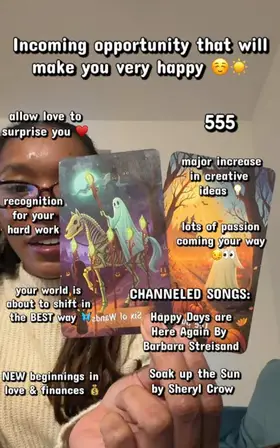 Incoming opportunity that will
make you very happy ☺️☀️
allow love to
surprise you ❤️
555
major increase
in creative
ideas 💡
recognition
for your
hard work
lots of passion
coming your way
😏👀
your world is
about to shift in
the BEST way 🦋
CHANNELED SONGS:
Happy Days are
Here Again By
Barbara Streisand
Six of Wands
NEW beginnings in
love & finances 💰
Soak up the Sun
by Sheryl Crow